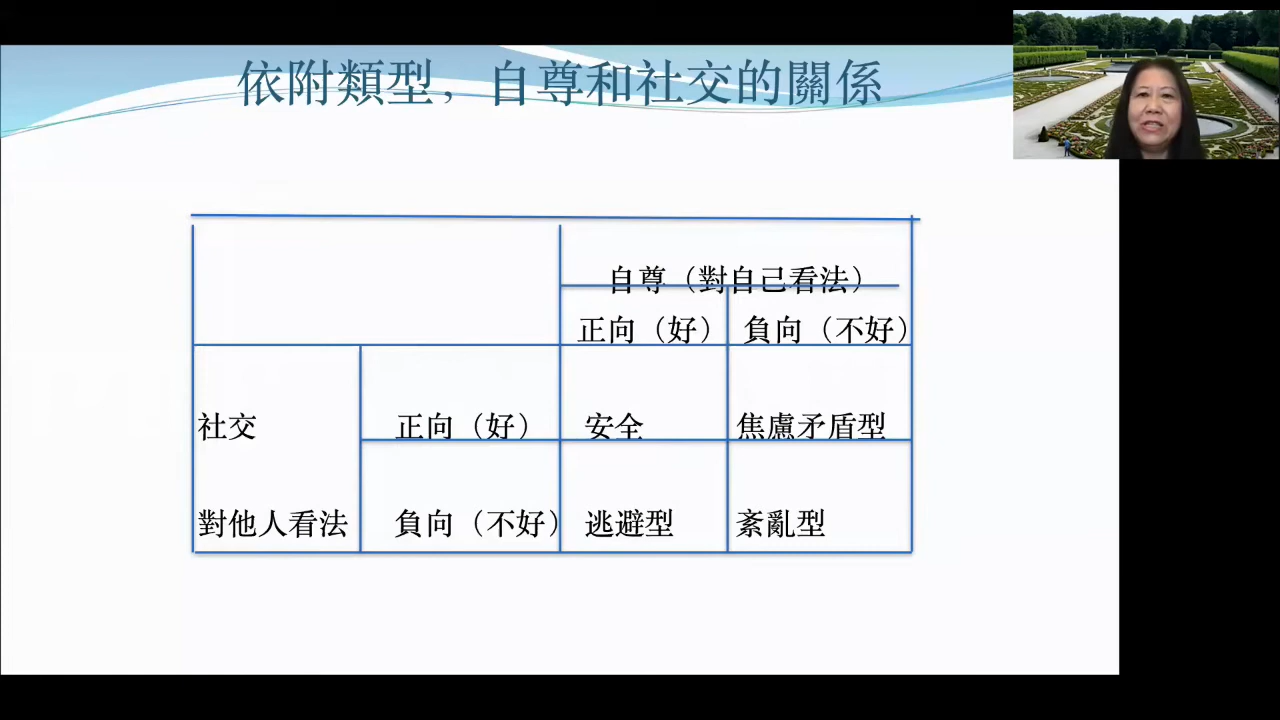 依附類型，自尊和社交的關係
自尊（對自己看法）
正向（好） 負向（不好）
社交 正向（好） 安全 焦慮矛盾型
對他人看法 負向（不好） 逃避型 紊亂型